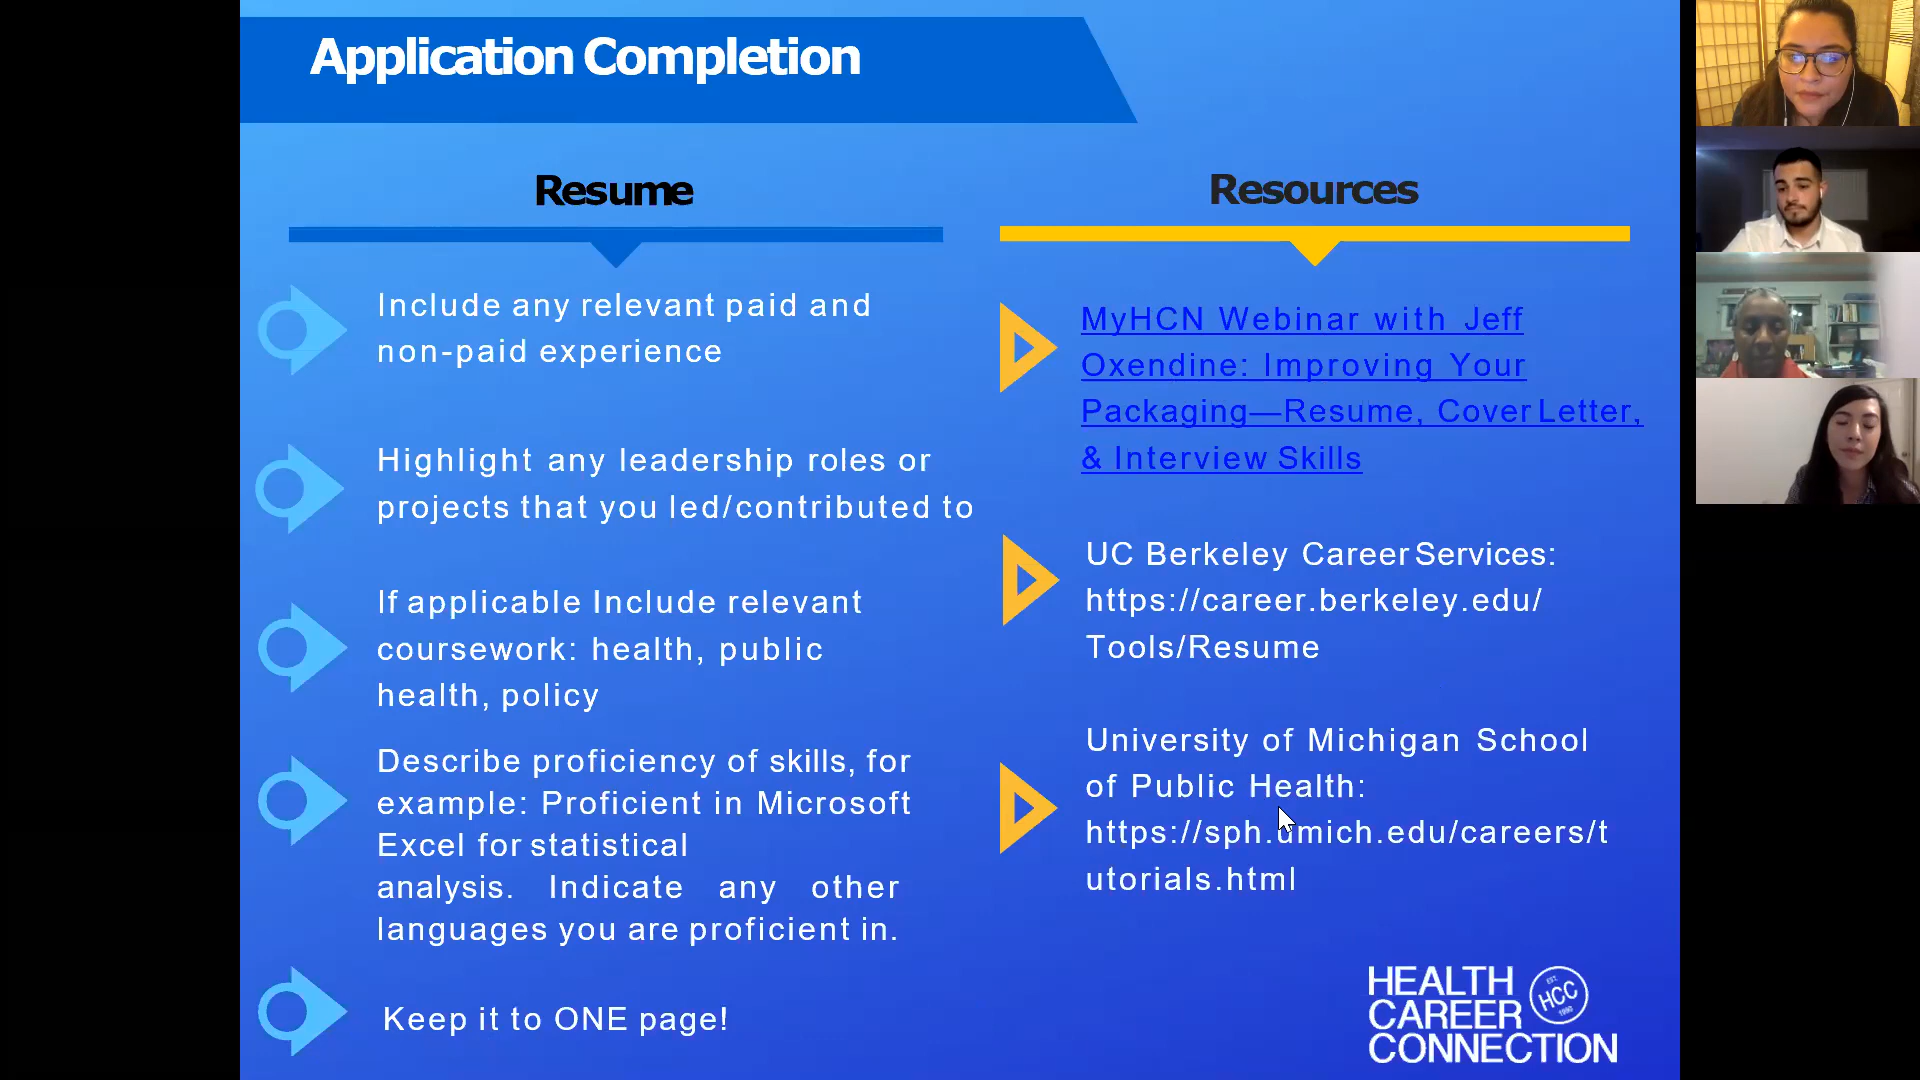 Application Completion
Resume
Include any relevant paid and
non-paid experience
Highlight any leadership roles or
projects that you led/contributed to
If applicable Include relevant
coursework: health, public
health, policy
Describe proficiency of skills, for
example: Proficient in Microsoft
Excel for statistical
analysis. Indicate any other
languages you are proficient in.
Keep it to ONE page!
Resources
MyHCN Webinar with Jeff
Oxendine: Improving Your
Packaging—Resume, Cover Letter,
& Interview Skills
UC Berkeley Career Services:
https://career.berkeley.edu/
Tools/Resume
University of Michigan School
of Public Health:
https://sph.umich.edu/careers/t
utorials.html
HEALTH
CAREER
CONNECTION
EST.
HCC
1990